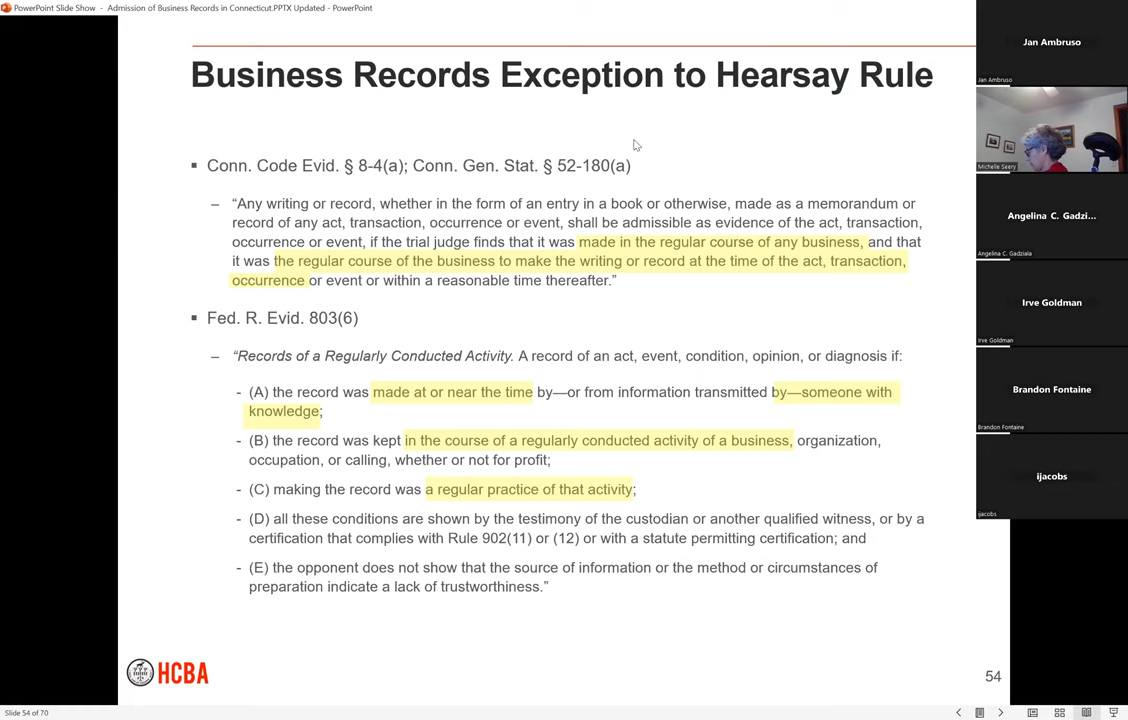 PowerPoint Slide Show - Admission of Business Records in Connecticut.PPTX Updated - PowerPoint
Business Records Exception to Hearsay Rule
▪ Conn. Code Evid. § 8-4(a); Conn. Gen. Stat. § 52-180(a)
– “Any writing or record, whether in the form of an entry in a book or otherwise, made as a memorandum or
record of any act, transaction, occurrence or event, shall be admissible as evidence of the act, transaction,
occurrence or event, if the trial judge finds that it was made in the regular course of any business, and that
it was the regular course of the business to make the writing or record at the time of the act, transaction,
occurrence or event or within a reasonable time thereafter.”
▪ Fed. R. Evid. 803(6)
– “Records of a Regularly Conducted Activity. A record of an act, event, condition, opinion, or diagnosis if:
- (A) the record was made at or near the time by—or from information transmitted by—someone with
knowledge;
- (B) the record was kept in the course of a regularly conducted activity of a business, organization,
occupation, or calling, whether or not for profit;
- (C) making the record was a regular practice of that activity;
- (D) all these conditions are shown by the testimony of the custodian or another qualified witness, or by a
certification that complies with Rule 902(11) or (12) or with a statute permitting certification; and
- (E) the opponent does not show that the source of information or the method or circumstances of
preparation indicate a lack of trustworthiness.”
HCBA
54
Slide 54 of 70
Jan Ambruso
Jan Ambruso
Michelle Seery
Angelina C. Gadzi...
Angelina C. Gadziala
Irve Goldman
Irve Goldman
Brandon Fontaine
Brandon Fontaine
ijacobs
ijacobs